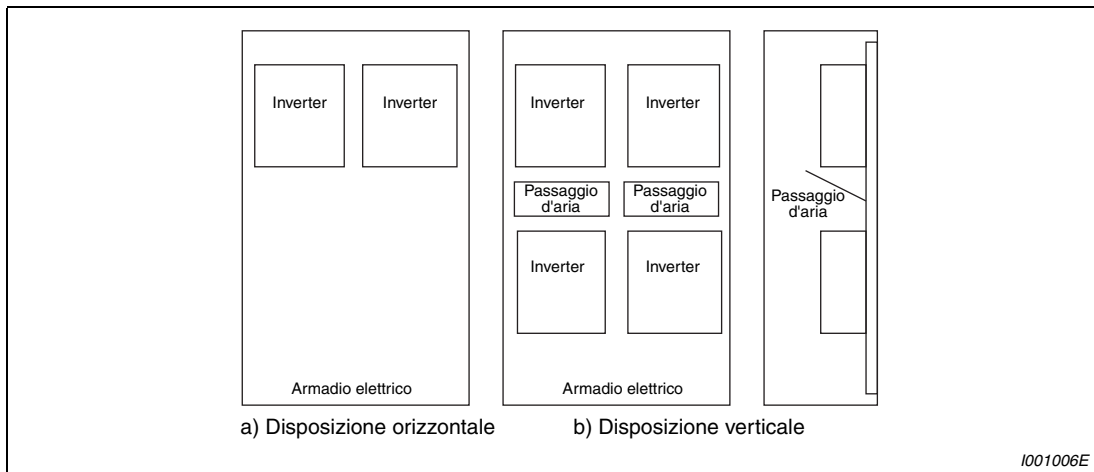 Inverter Inverter
Armadio elettrico
a) Disposizione orizzontale
Inverter Inverter
Passaggio
d'aria
Passaggio
d'aria
Inverter Inverter
Armadio elettrico
b) Disposizione verticale
Passaggio
d'aria
I001006E